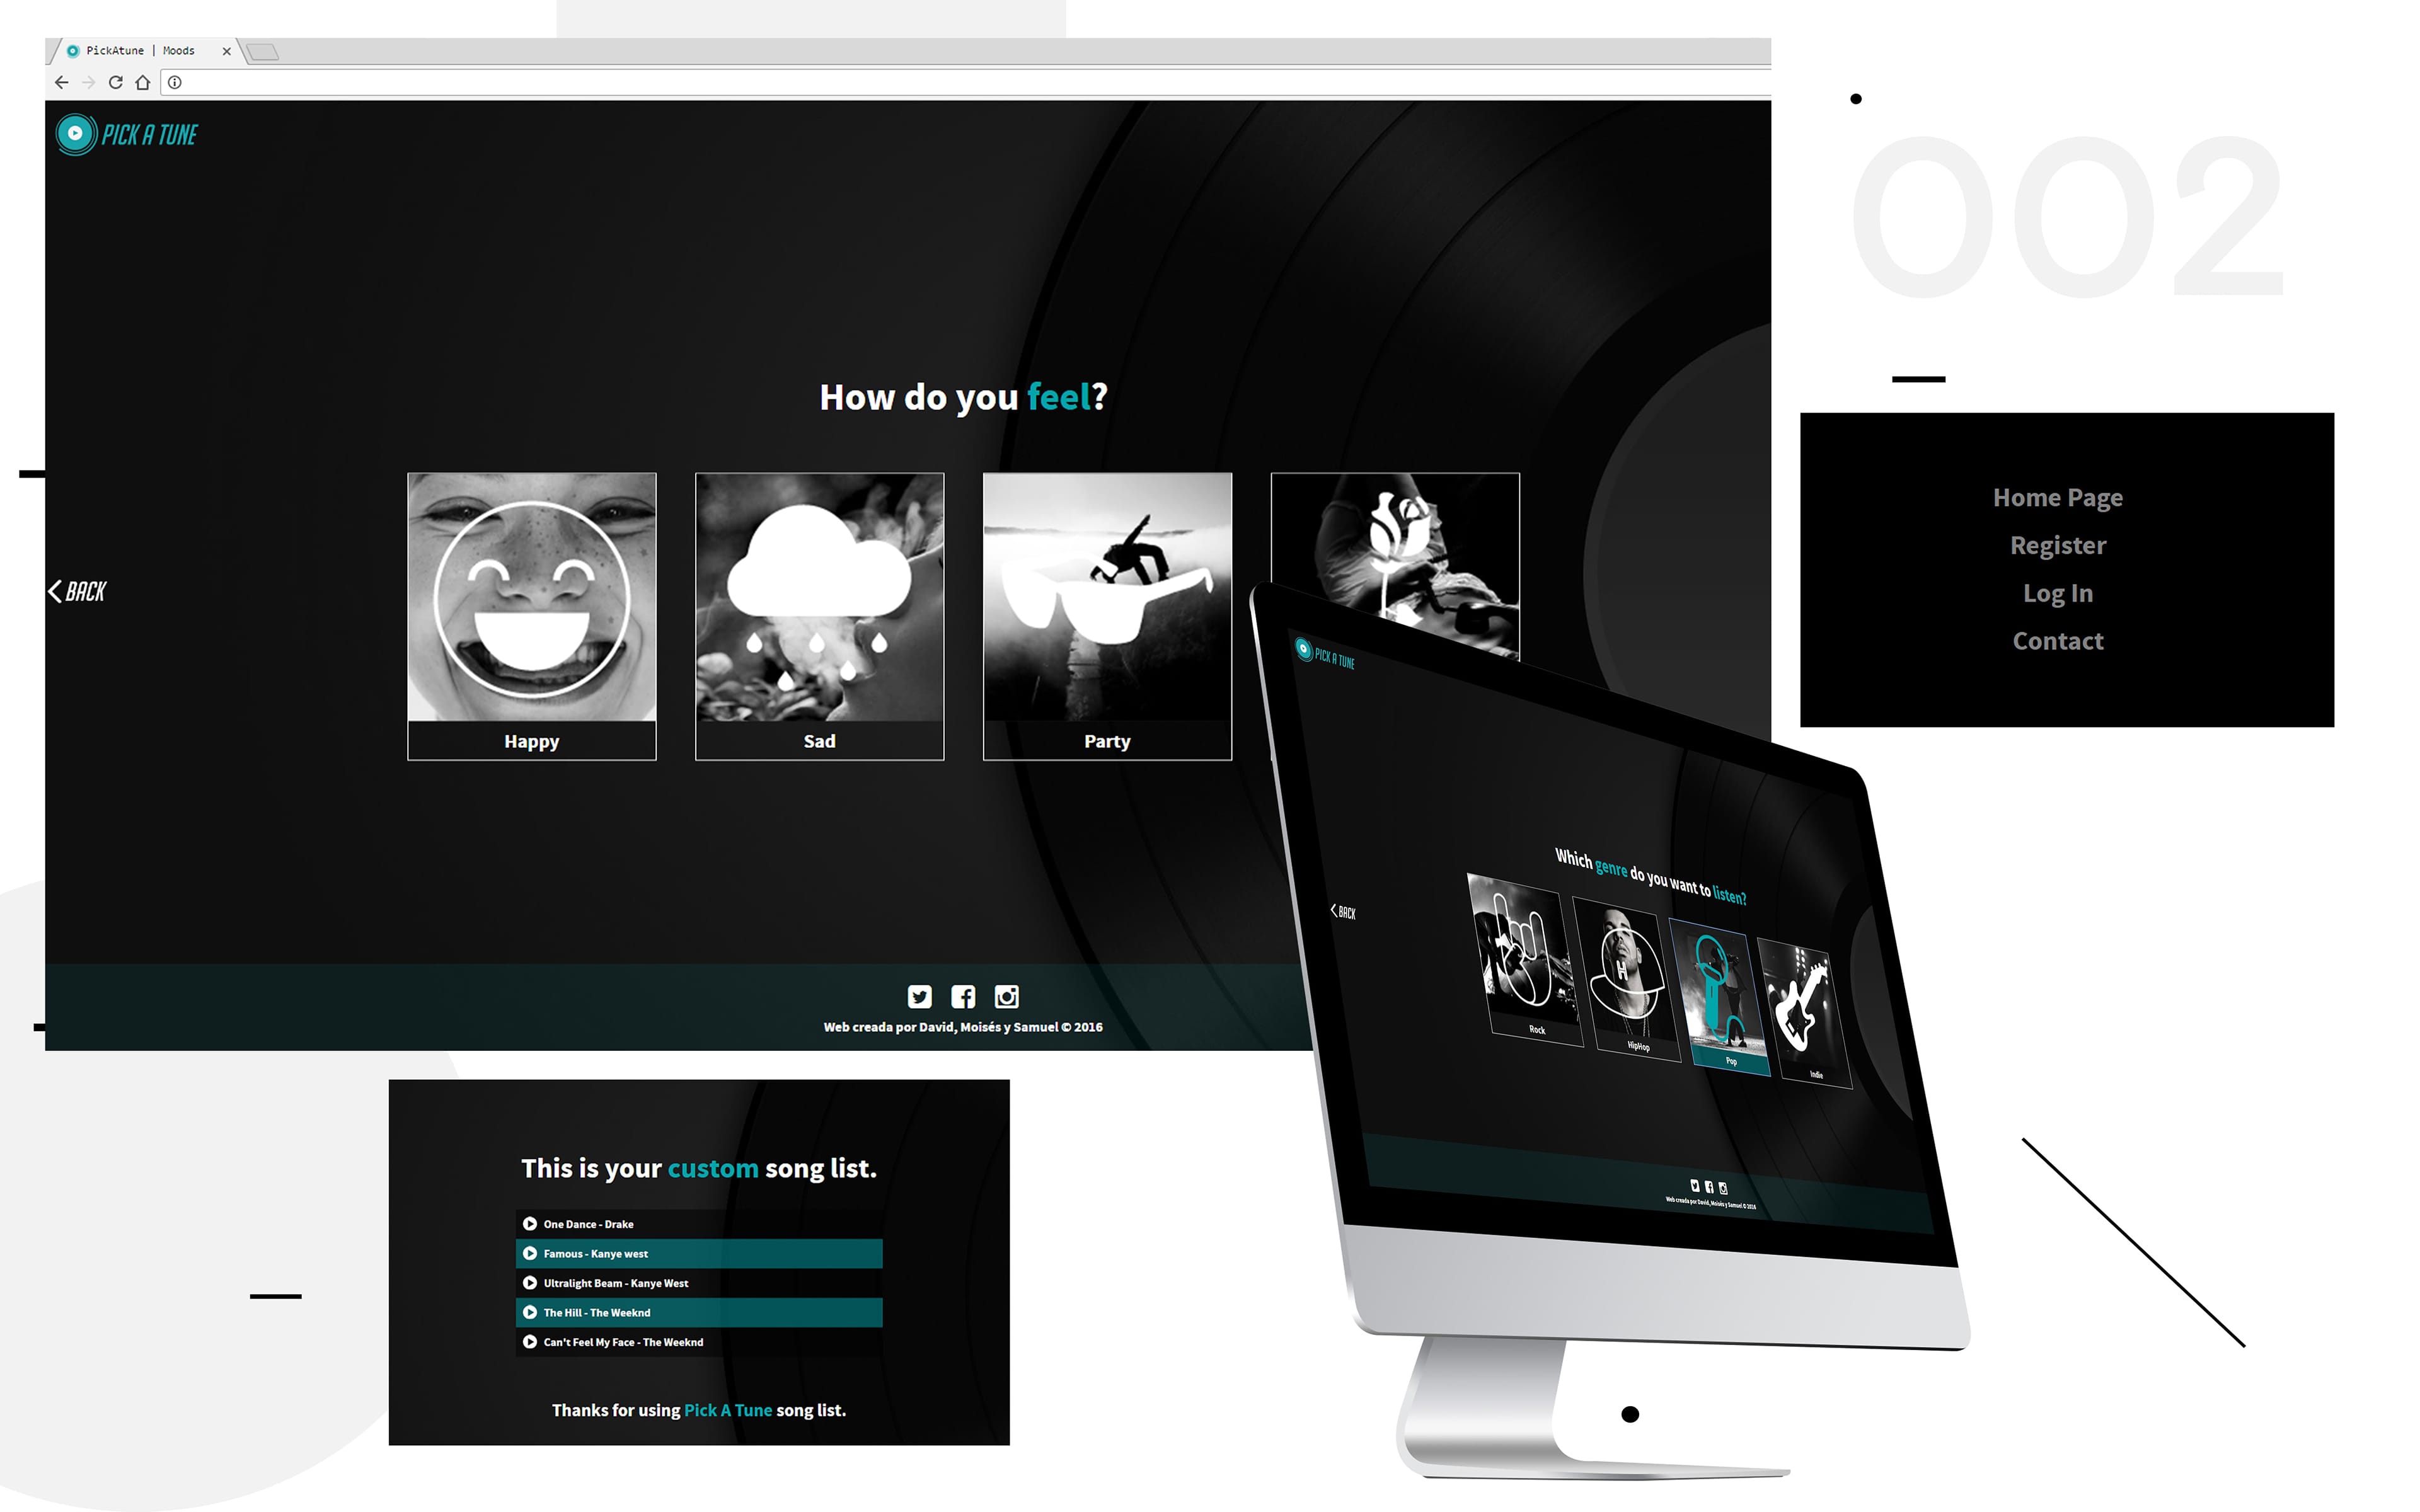 PickAtune | Moods
PICK A TUNE
002
How do you feel?
Home Page
Register
Log In
Contact
BACK
Happy
Sad
Party
PICK A TUNE
Which genre do you want to listen?
BACK
Rock
HipHop
Pop
Indie
Web creada por David, Moisés y Samuel © 2016
Web creada por David, Moisés y Samuel © 2016
This is your custom song list.
One Dance - Drake
Famous - Kanye west
Ultralight Beam - Kanye West
The Hill - The Weeknd
Can't Feel My Face - The Weeknd
Thanks for using Pick A Tune song list.